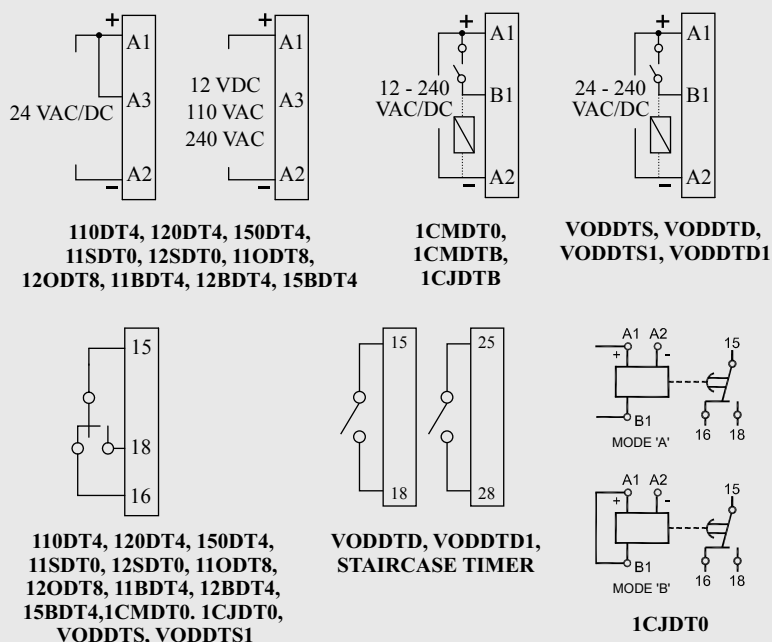 +
A1
24 VAC/DC
A3
A2
−
+
A1
12 VDC
110 VAC
240 VAC
A3
A2
−
+
A1
12 - 240
VAC/DC
B1
A2
−
+
A1
24 - 240
VAC/DC
B1
A2
−
110DT4, 120DT4, 150DT4,
11SDT0, 12SDT0, 11ODT8,
12ODT8, 11BDT4, 12BDT4, 15BDT4
1CMDT0,
1CMDTB,
1CJDTB
VODDTS, VODDTD,
VODDTS1, VODDTD1
15
18
16
110DT4, 120DT4, 150DT4,
11SDT0, 12SDT0, 11ODT8,
12ODT8, 11BDT4, 12BDT4,
15BDT4,1CMDT0. 1CJDT0,
VODDTS, VODDTS1
15
18
25
28
VODDTD, VODDTD1,
STAIRCASE TIMER
A1 A2
+ -
15
B1
16 18
MODE 'A'
A1 A2
+ -
15
B1
16 18
MODE 'B'
1CJDT0